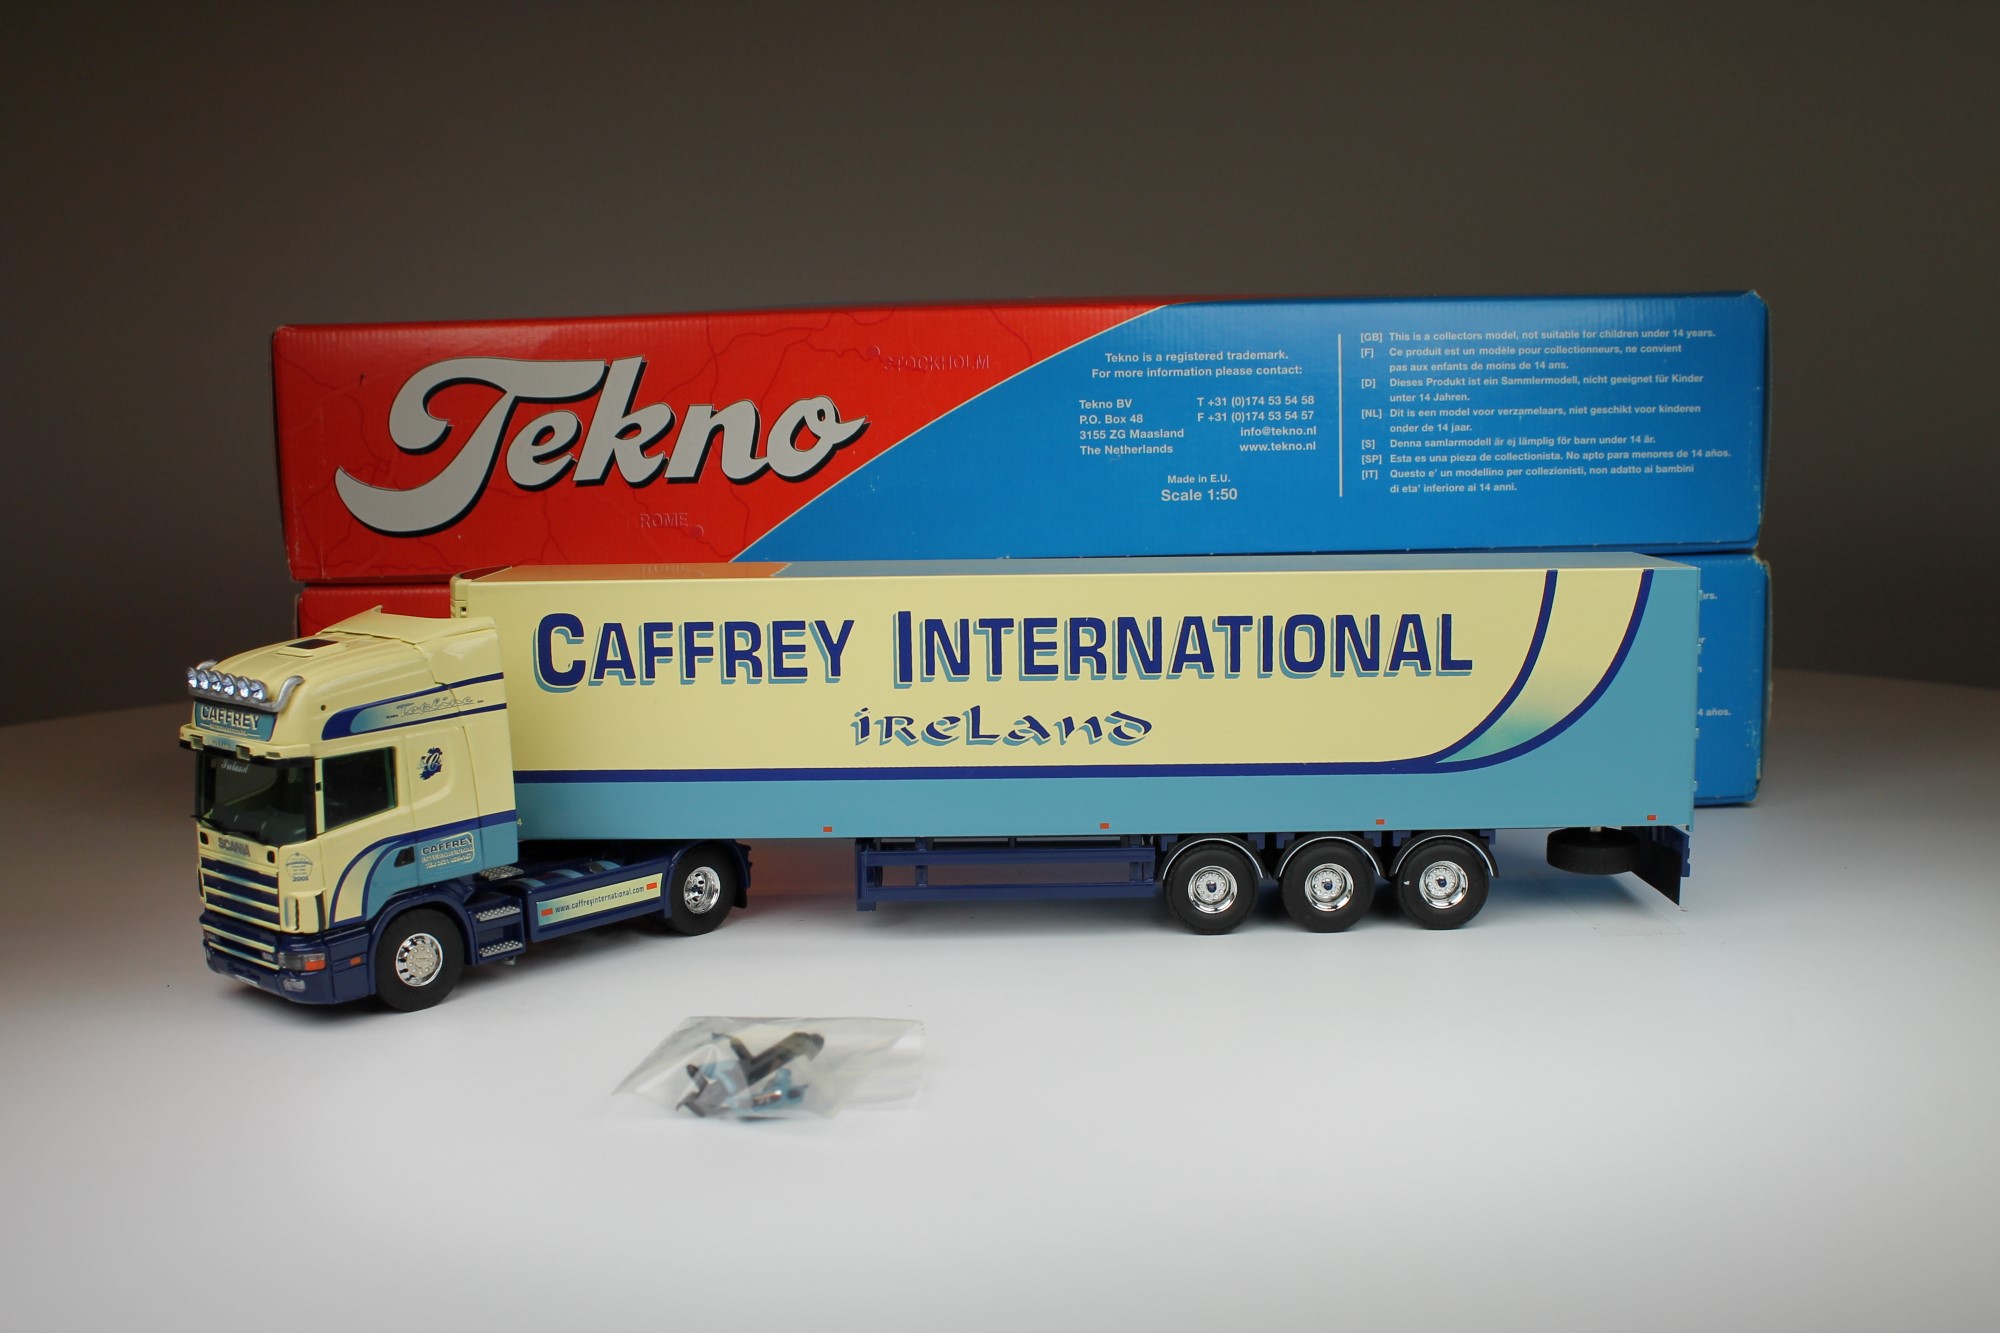 Tekno
STOCKHOLM
ROME
Tekno is a registered trademark.
For more information please contact:
Tekno BV
P.O. Box 48
3155 ZG Maasland
The Netherlands
T +31 (0)174 53 54 58
F +31 (0)174 53 54 57
info@tekno.nl
www.tekno.nl
Made in E.U.
Scale 1:50
[GB] This is a collectors model, not suitable for children under 14 years.
[F] Ce produit est un modèle pour collectionneurs, ne convient
pas aux enfants de moins de 14 ans.
[D] Dieses Produkt ist ein Sammlermodell, nicht geeignet für Kinder
unter 14 Jahren.
[NL] Dit is een model voor verzamelaars, niet geschikt voor kinderen
onder de 14 jaar.
[S] Denna samlarmodell är ej lämplig för barn under 14 år.
[SP] Esta es una pieza de collectionista. No apto para menores de 14 años.
[IT] Questo e' un modellino per collezionisti, non adatto ai bambini
di eta' inferiore ai 14 anni.
4 años.
CAFFREY INTERNATIONAL
IRELAND
Topline
CAFFREY
Ireland
SCANIA
2002
CAFFREY
INTERNATIONAL
www.caffreyinternational.com